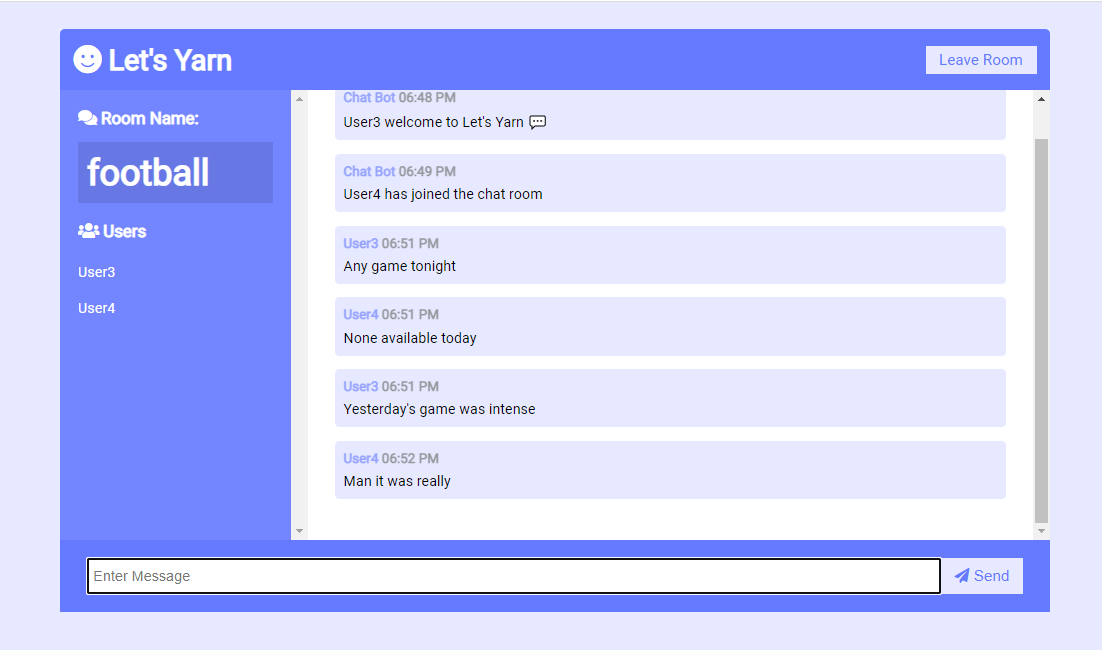 Let's Yarn
Leave Room
Room Name:
football
Users
User3
User4
Chat Bot 06:48 PM
User3 welcome to Let's Yarn 💬
Chat Bot 06:49 PM
User4 has joined the chat room
User3 06:51 PM
Any game tonight
User4 06:51 PM
None available today
User3 06:51 PM
Yesterday's game was intense
User4 06:52 PM
Man it was really
Enter Message
Send